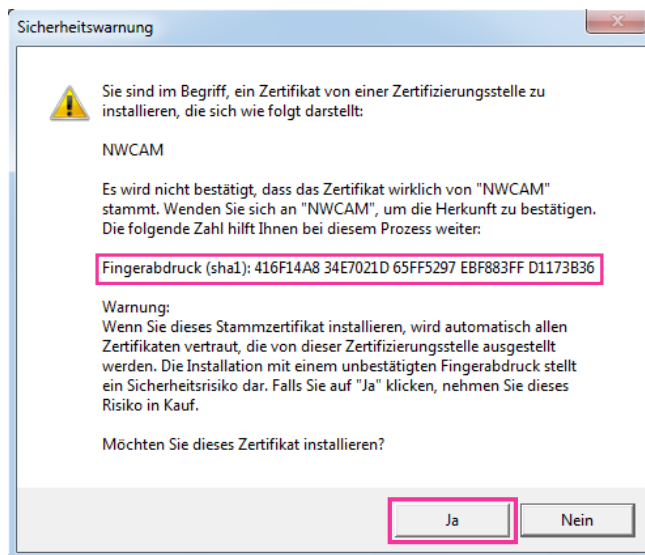 Sicherheitswarnung
Sie sind im Begriff, ein Zertifikat von einer Zertifizierungsstelle zu
installieren, die sich wie folgt darstellt:
NWCAM
Es wird nicht bestätigt, dass das Zertifikat wirklich von "NWCAM"
stammt. Wenden Sie sich an "NWCAM", um die Herkunft zu bestätigen.
Die folgende Zahl hilft Ihnen bei diesem Prozess weiter:
Fingerabdruck (sha1): 416F14A8 34E7021D 65FF5297 EBF883FF D1173B36
Warnung:
Wenn Sie dieses Stammzertifikat installieren, wird automatisch allen
Zertifikaten vertraut, die von dieser Zertifizierungsstelle ausgestellt
werden. Die Installation mit einem unbestätigten Fingerabdruck stellt
ein Sicherheitsrisiko dar. Falls Sie auf "Ja" klicken, nehmen Sie dieses
Risiko in Kauf.
Möchten Sie dieses Zertifikat installieren?
Ja
Nein